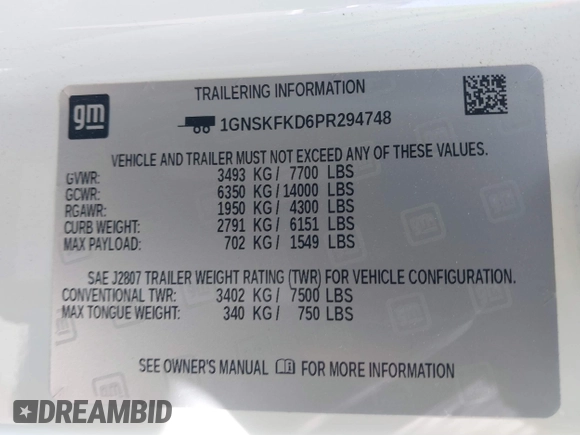 gm
TRAILERING INFORMATION
1GNSKFKD6PR294748
VEHICLE AND TRAILER MUST NOT EXCEED ANY OF THESE VALUES.
GVWR: 3493 KG/ 7700 LBS
GCWR: 6350 KG/14000 LBS
RGAWR: 1950 KG/ 4300 LBS
CURB WEIGHT: 2791 KG/ 6151 LBS
MAX PAYLOAD: 702 KG/ 1549 LBS
SAE J2807 TRAILER WEIGHT RATING (TWR) FOR VEHICLE CONFIGURATION.
CONVENTIONAL TWR: 3402 KG/ 7500 LBS
MAX TONGUE WEIGHT: 340 KG/ 750 LBS
SEE OWNER'S MANUAL FOR MORE INFORMATION
DREAMBID